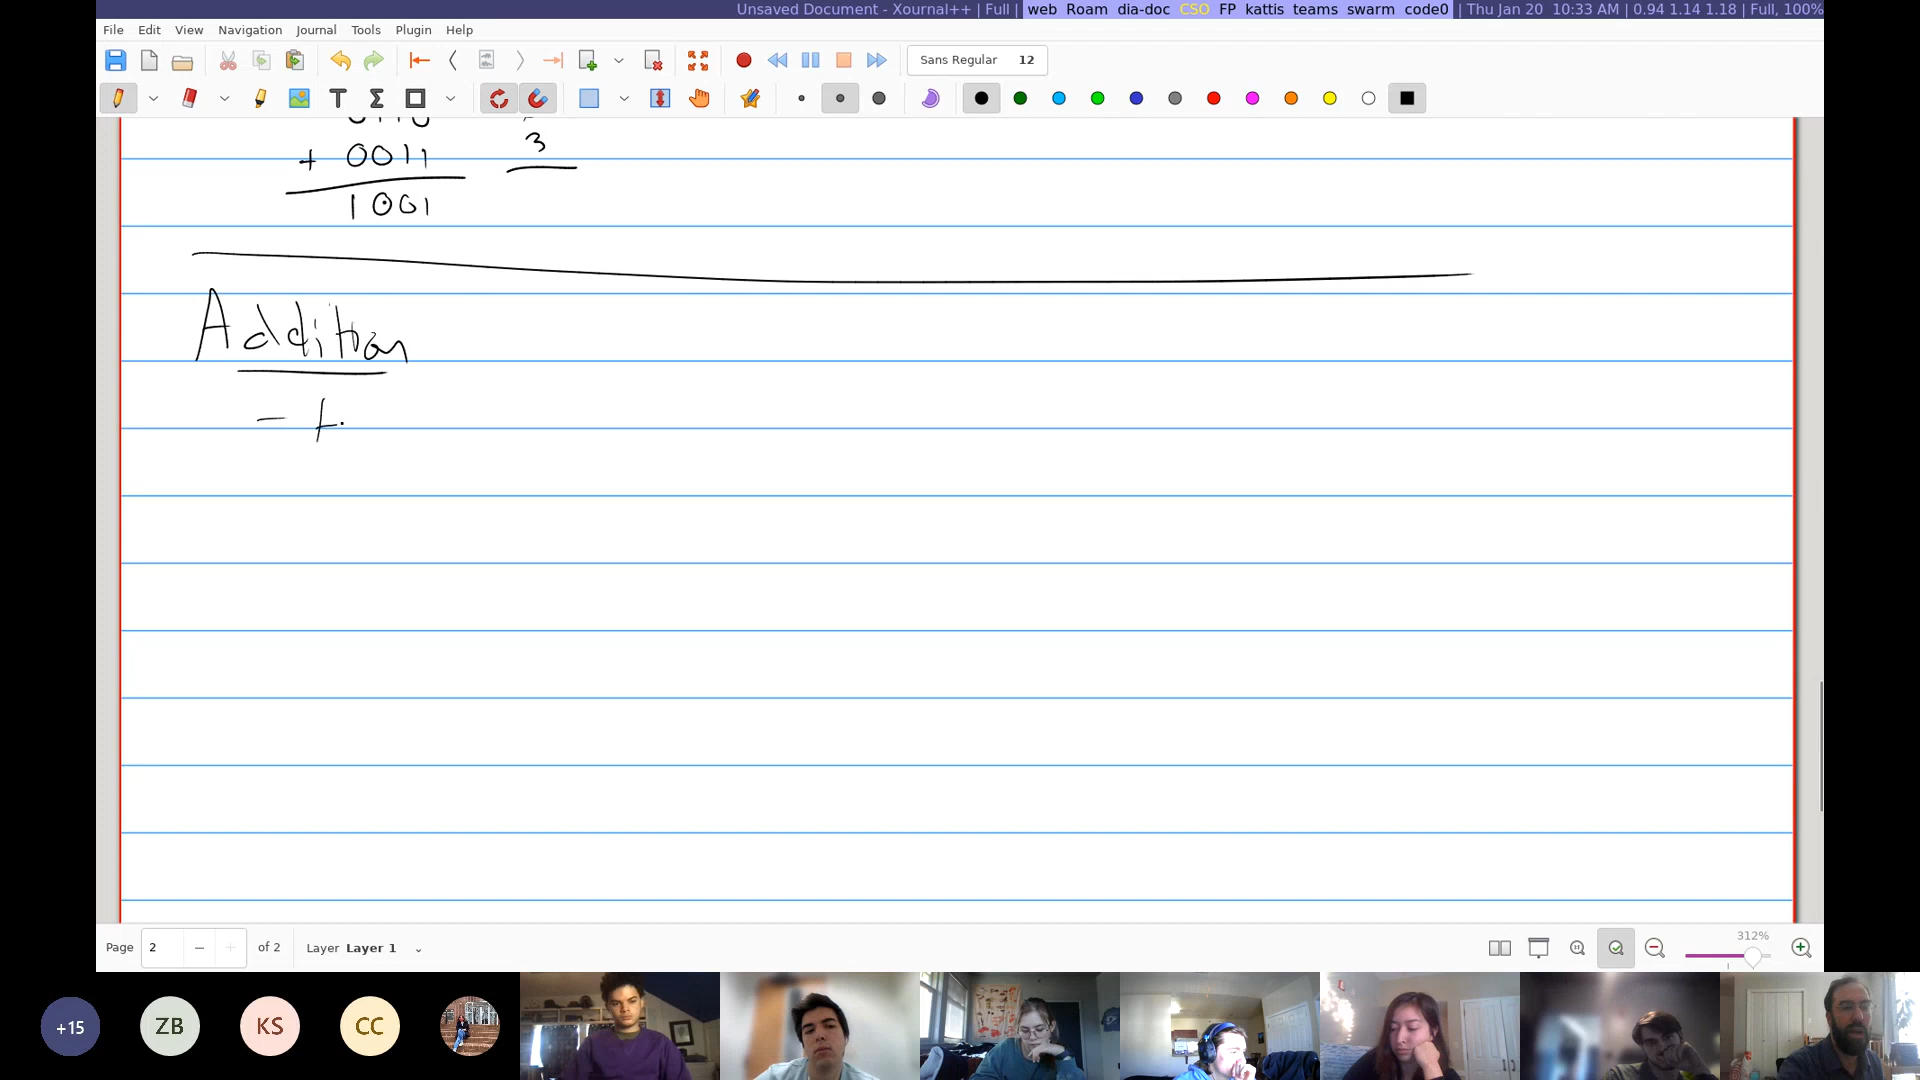 Unsaved Document - Xournal++ | Full | web Roam dia-doc CSO FP kattis teams swarm code0 | Thu Jan 20 10:33 AM | 0.94 1.14 1.18 | Full, 100%
File Edit View Navigation Journal Tools Plugin Help
Sans Regular 12
3
+ 0011
1001
Addition
Page 2 of 2 Layer Layer 1
312%
+15 ZB KS CC